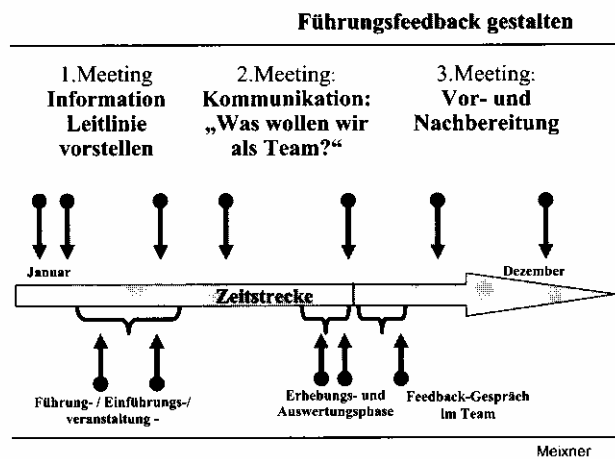 Führungsfeedback gestalten
1.Meeting
Information
Leitlinie
vorstellen
2.Meeting:
Kommunikation:
„Was wollen wir
als Team?“
3.Meeting:
Vor- und
Nachbereitung
Januar
Dezember
Zeitstrecke
Führung- / Einführungs-/
veranstaltung -
Erhebungs- und
Auswertungsphase
Feedback-Gespräch
im Team
Meixner